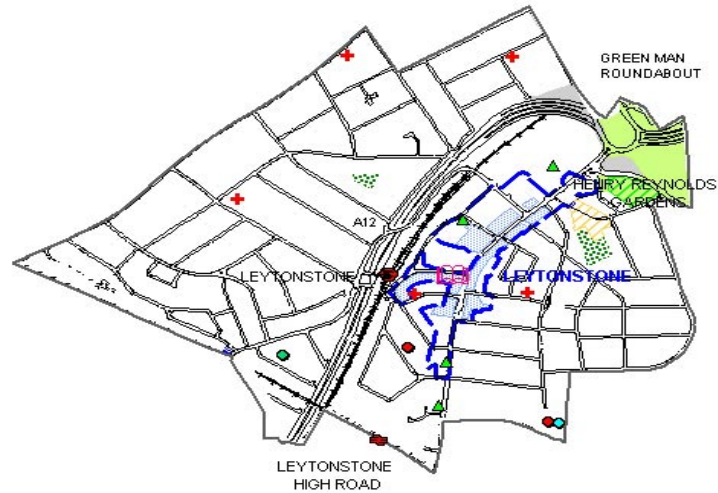 GREEN MAN
ROUNDABOUT
HENRY REYNOLDS
GARDENS
A12
LEYTONSTONE
LEYTONSTONE
LEYTONSTONE
HIGH ROAD